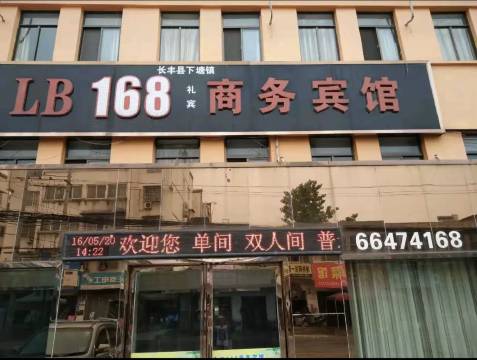 长丰县下塘镇
LB 168 礼宾 商务宾馆
16/05/20
14:22
欢迎您 单间 双人间 普
66474168